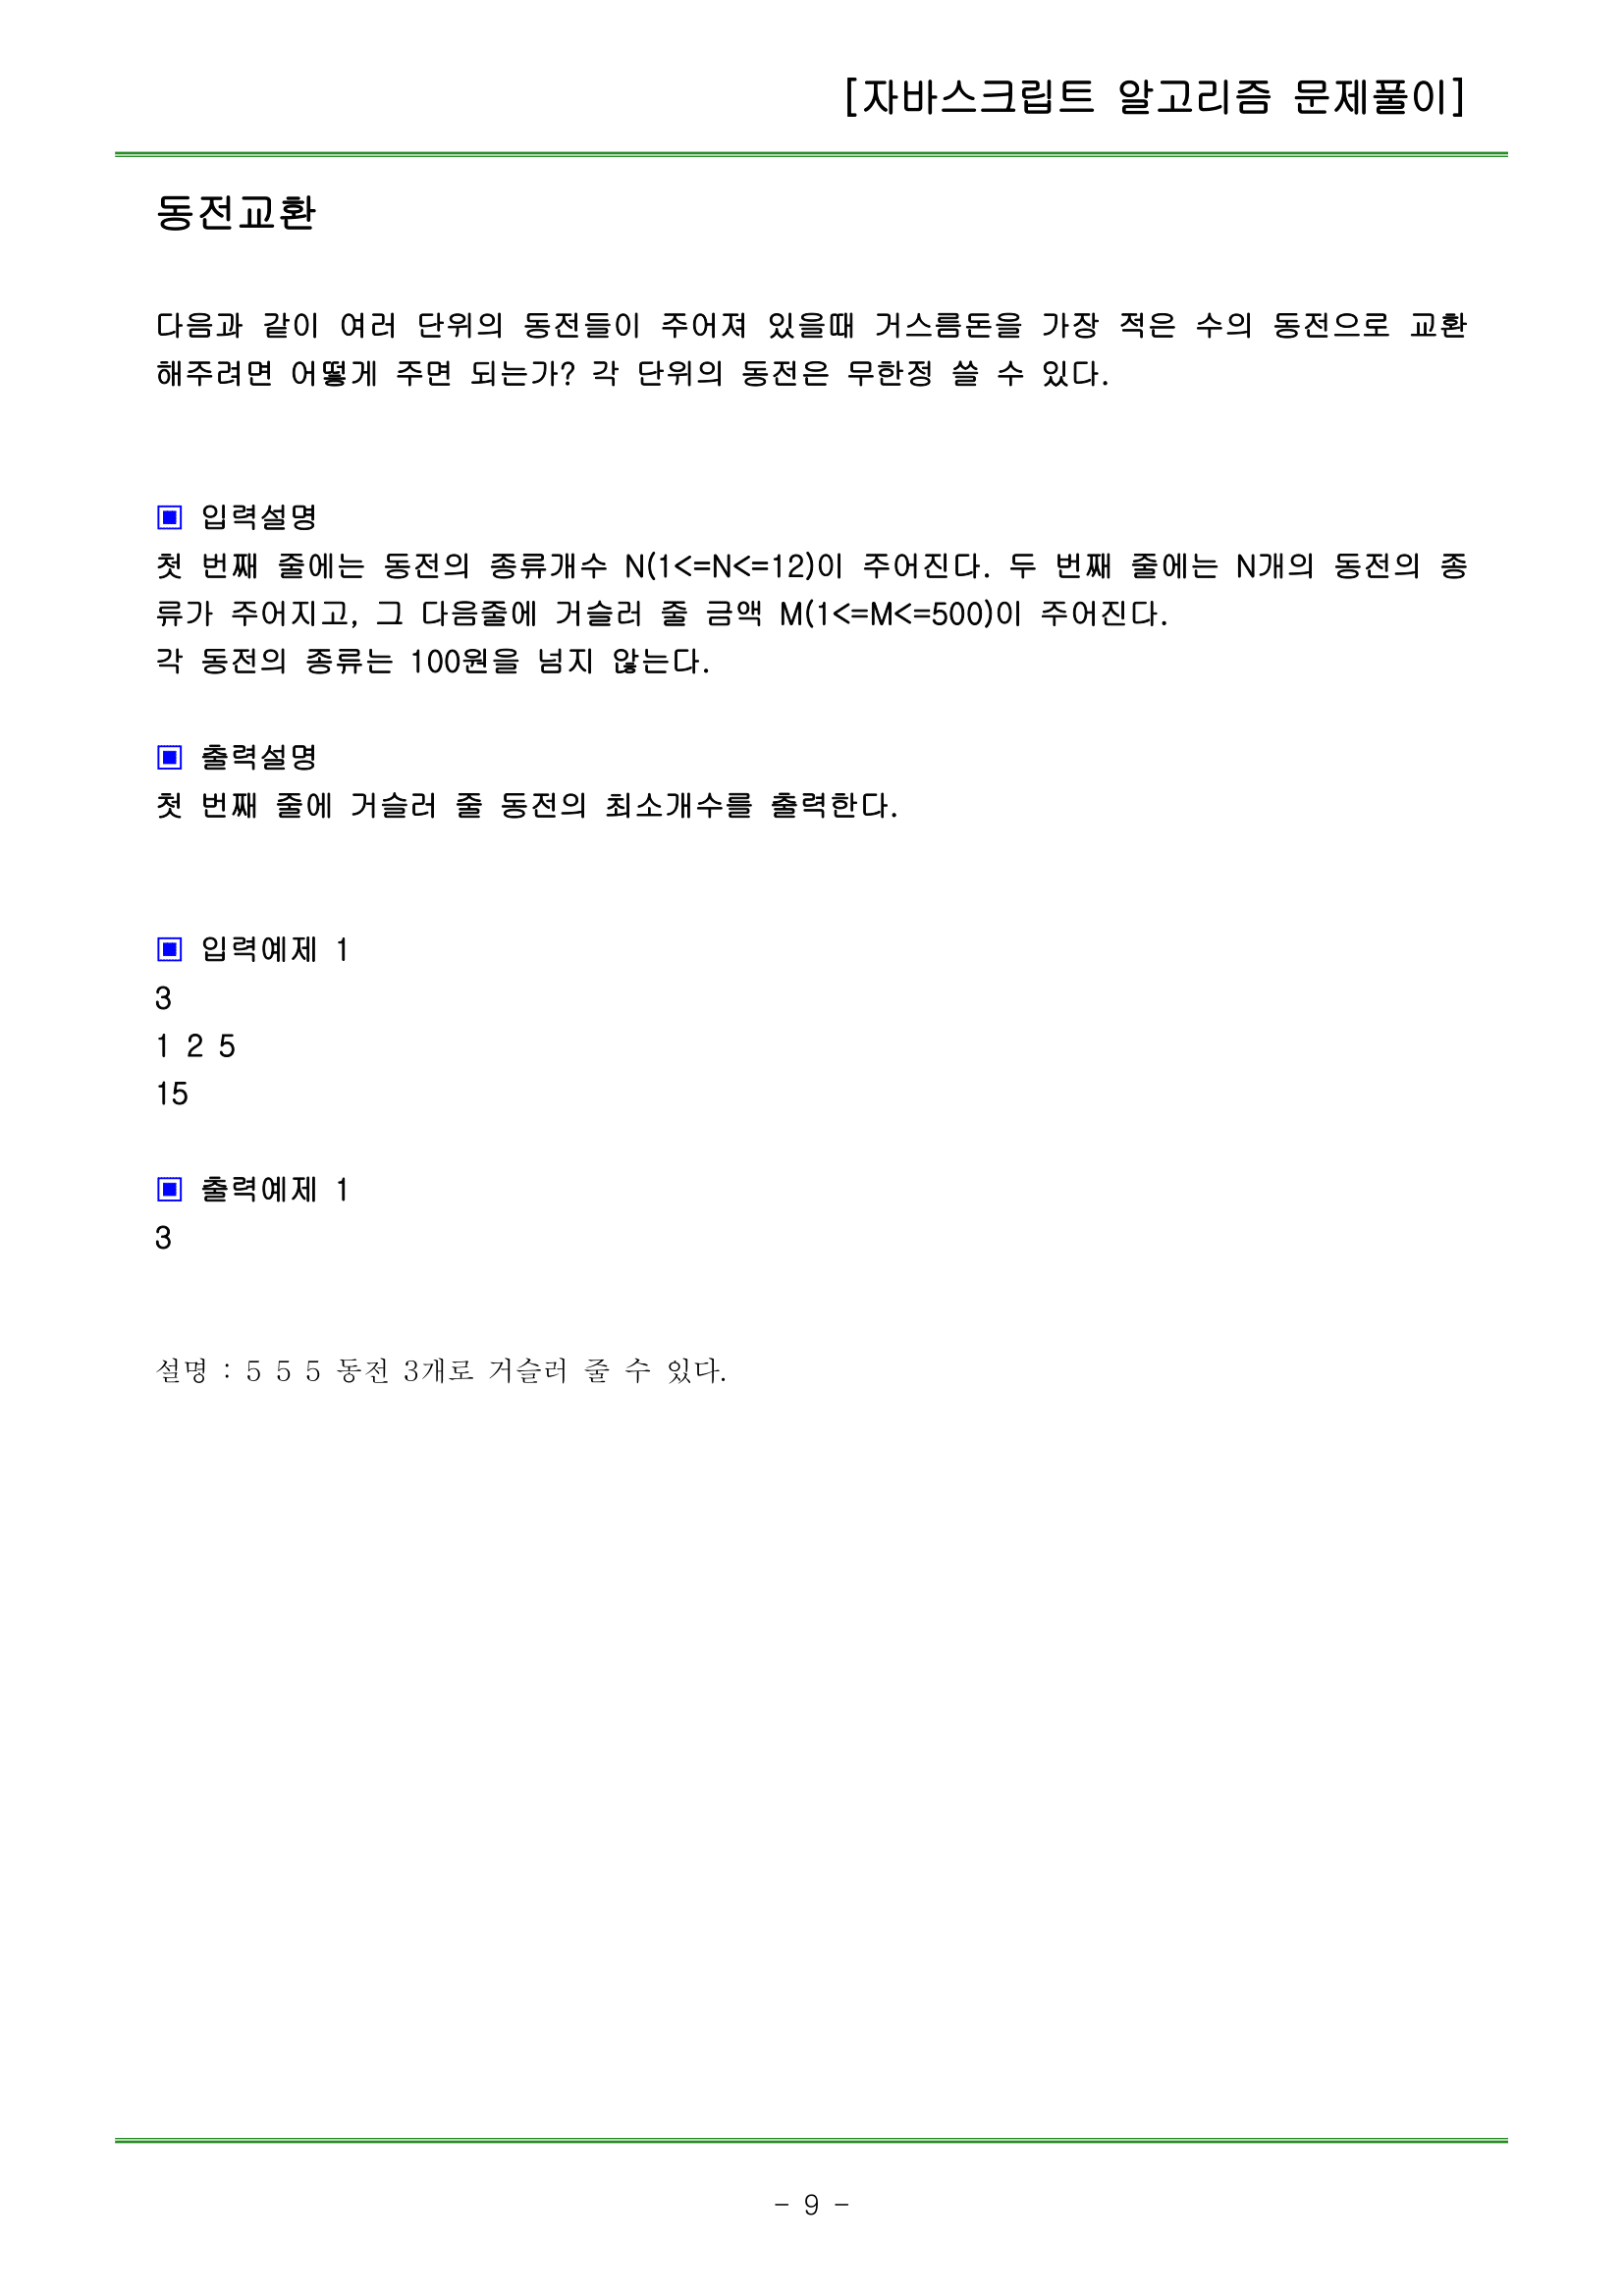 [자바스크립트 알고리즘 문제풀이]
동전교환
다음과 같이 여러 단위의 동전들이 주어져 있을때 거스름돈을 가장 적은 수의 동전으로 교환
해주려면 어떻게 주면 되는가? 각 단위의 동전은 무한정 쓸 수 있다.
▣ 입력설명
첫 번째 줄에는 동전의 종류개수 N(1<=N<=12)이 주어진다. 두 번째 줄에는 N개의 동전의 종
류가 주어지고, 그 다음줄에 거슬러 줄 금액 M(1<=M<=500)이 주어진다.
각 동전의 종류는 100원을 넘지 않는다.
▣ 출력설명
첫 번째 줄에 거슬러 줄 동전의 최소개수를 출력한다.
▣ 입력예제 1
3
1 2 5
15
▣ 출력예제 1
3
설명 : 5 5 5 동전 3개로 거슬러 줄 수 있다.
- 9 -